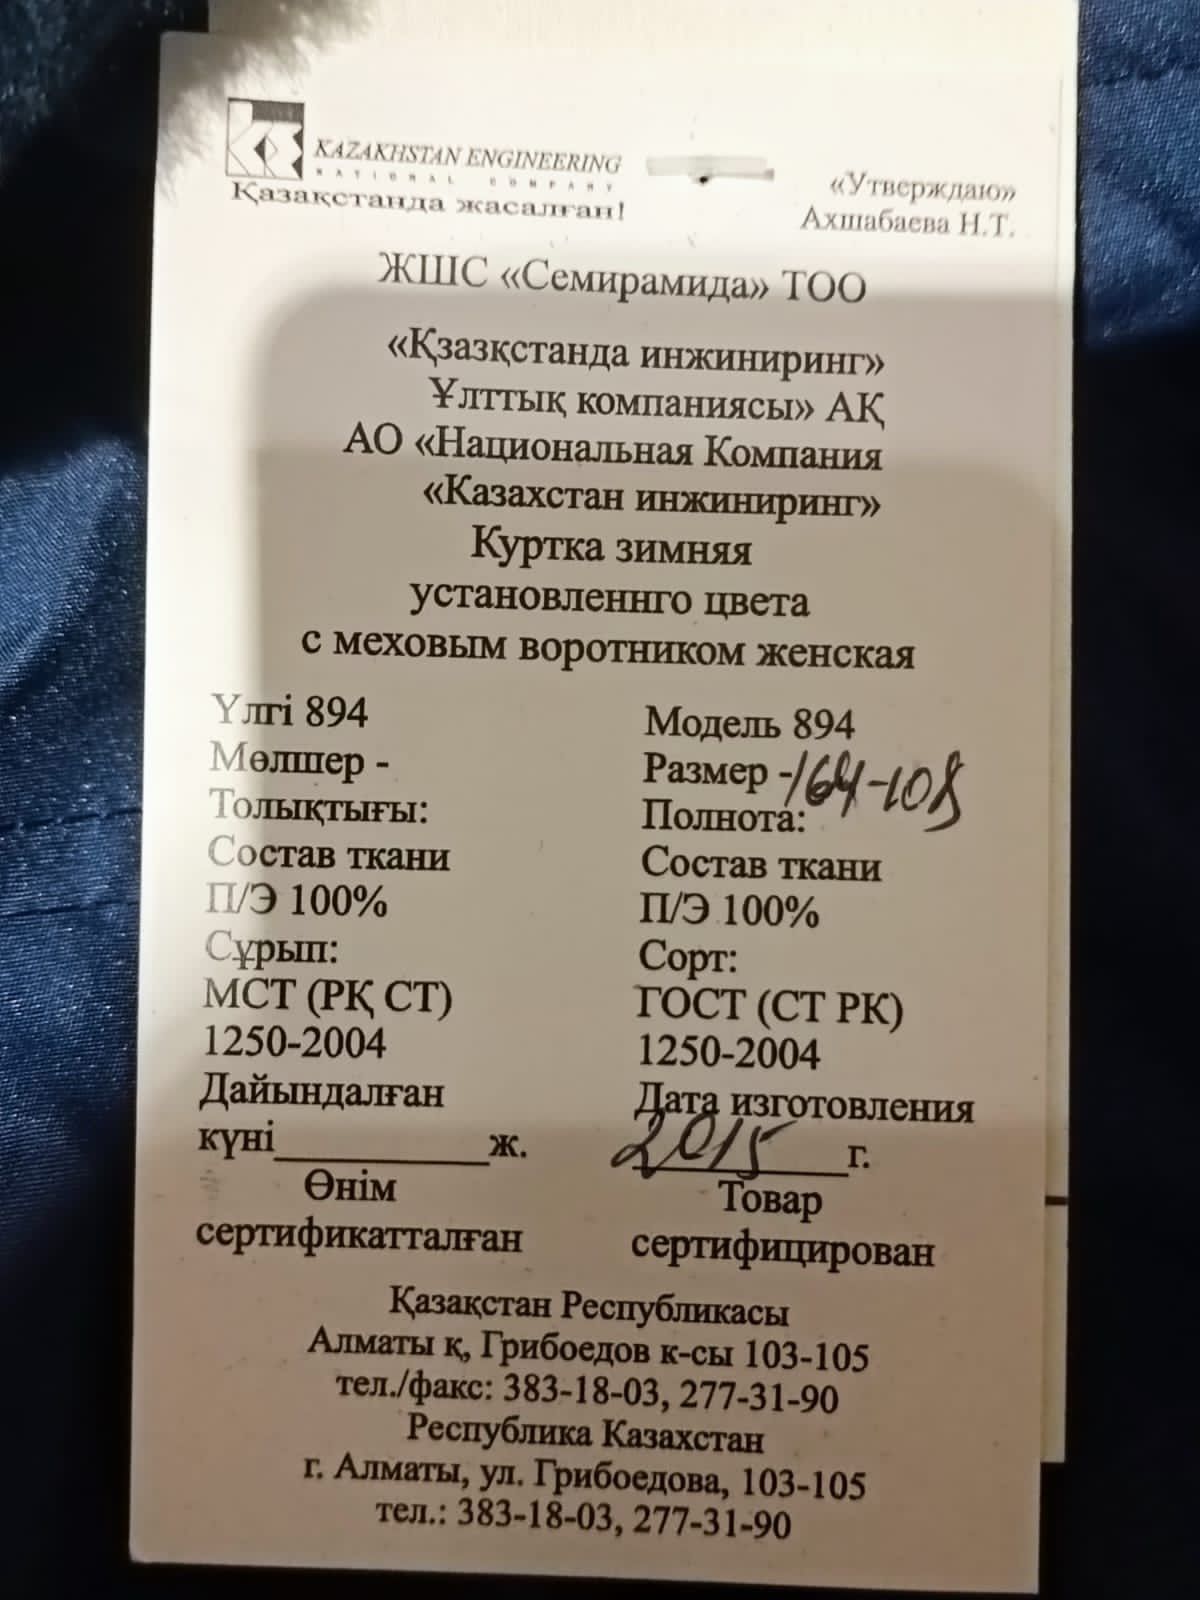 KAZAKHSTAN ENGINEERING
NATIONAL COMPANY
Қазақстанда жасалған!
«Утверждаю»
Ахшабаева Н.Т.
ЖШС «Семирамида» ТОО
«Қзазқстанда инжиниринг»
Ұлттық компаниясы» АҚ
АО «Национальная Компания
«Казахстан инжиниринг»
Куртка зимняя
установленнго цвета
с меховым воротником женская
Үлгі 894
Мөлшер -
Толықтығы:
Состав ткани
П/Э 100%
Сұрып:
МСТ (РҚ СТ)
1250-2004
Дайындалған
күні__________ж.
Өнім
сертификатталған
Модель 894
Размер -164-108
Полнота:
Состав ткани
П/Э 100%
Сорт:
ГОСТ (СТ РК)
1250-2004
Дата изготовления
2015 г.
Товар
сертифицирован
Қазақстан Республикасы
Алматы қ, Грибоедов к-сы 103-105
тел./факс: 383-18-03, 277-31-90
Республика Казахстан
г. Алматы, ул. Грибоедова, 103-105
тел.: 383-18-03, 277-31-90